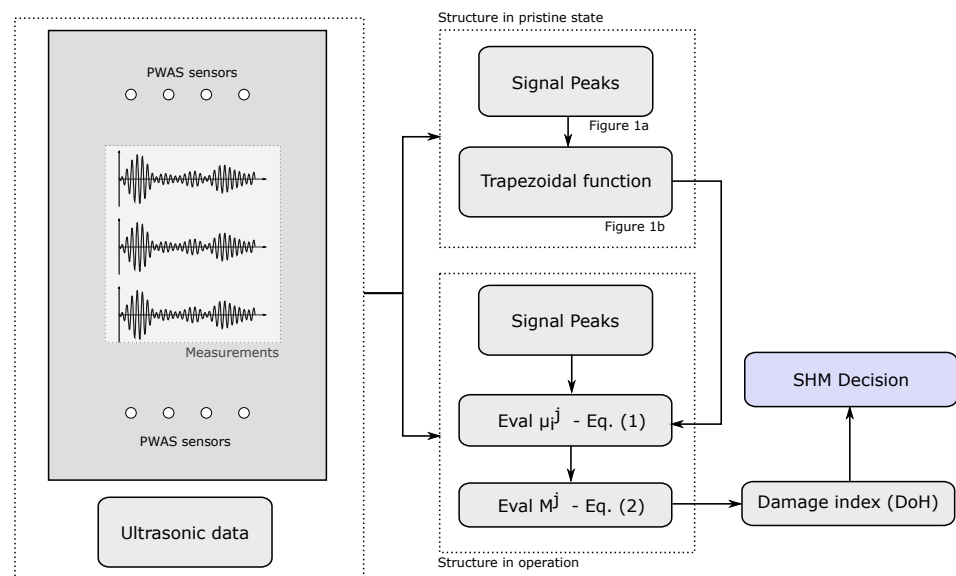 PWAS sensors
Measurements
PWAS sensors
Ultrasonic data
Structure in pristine state
Signal Peaks
Figure 1a
Trapezoidal function
Figure 1b
Signal Peaks
Eval μᵢʲ - Eq. (1)
Eval Mʲ - Eq. (2)
Structure in operation
SHM Decision
Damage index (DoH)